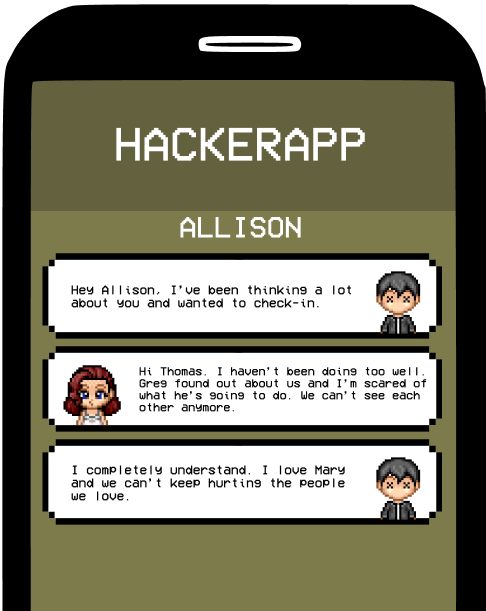 HACKERAPP
ALLISON
Hey Allison, I've been thinking a lot
about you and wanted to check-in.
Hi Thomas. I haven't been doing too well.
Greg found out about us and I'm scared of
what he's going to do. We can't see each
other anymore.
I completely understand. I love Mary
and we can't keep hurting the people
we love.